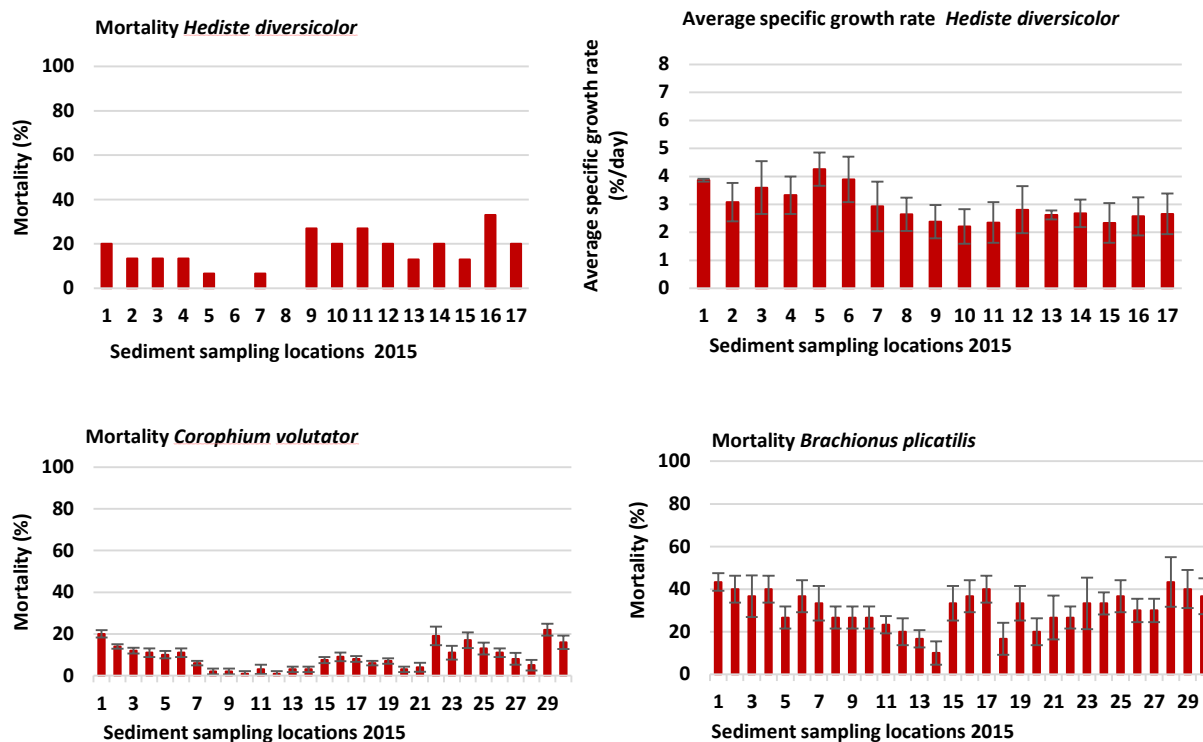 Mortality Hediste diversicolor
100
80
60
40
20
0
Mortality (%)
1 2 3 4 5 6 7 8 9 10 11 12 13 14 15 16 17
Sediment sampling locations 2015
Average specific growth rate Hediste diversicolor
8
7
6
5
4
3
2
1
0
Average specific growth rate
(%/day)
1 2 3 4 5 6 7 8 9 10 11 12 13 14 15 16 17
Sediment sampling locations 2015
Mortality Corophium volutator
100
80
60
40
20
0
Mortality (%)
1 3 5 7 9 11 13 15 17 19 21 23 25 27 29
Sediment sampling locations 2015
Mortality Brachionus plicatilis
100
80
60
40
20
0
Mortality (%)
1 3 5 7 9 11 13 15 17 19 21 23 25 27 29
Sediment sampling locations 2015